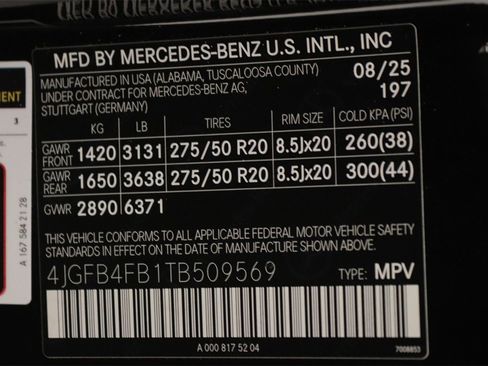 MFD BY MERCEDES-BENZ U.S. INTL., INC
MANUFACTURED IN USA (ALABAMA, TUSCALOOSA COUNTY) 08/25
UNDER CONTRACT FOR MERCEDES-BENZ AG, 197
STUTTGART (GERMANY)
KG LB TIRES RIM SIZE COLD KPA (PSI)
GAWR FRONT 1420 3131 275/50 R20 8.5Jx20 260(38)
GAWR REAR 1650 3638 275/50 R20 8.5Jx20 300(44)
GVWR 2890 6371
THIS VEHICLE CONFORMS TO ALL APPLICABLE FEDERAL MOTOR VEHICLE SAFETY
STANDARDS IN EFFECT ON THE DATE OF MANUFACTURE SHOWN ABOVE.
4JGFB4FB1TB509569 TYPE: MPV
A 000 817 52 04
7008853
3
A 167 584 21 28